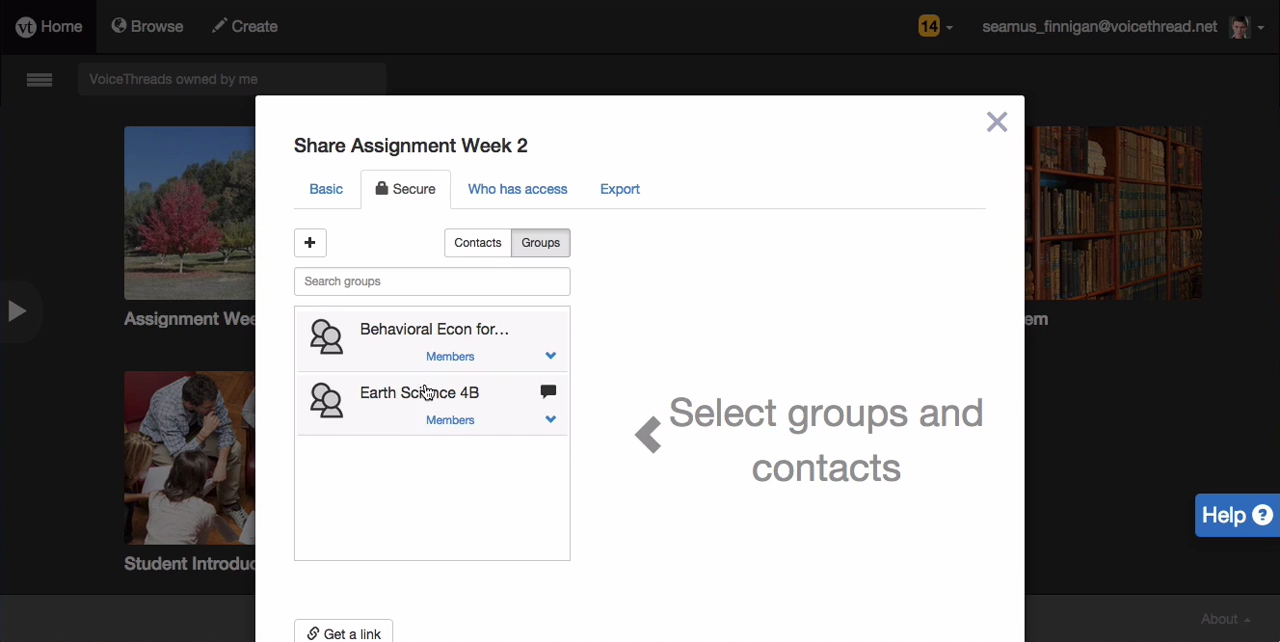 vt Home Browse Create 14 seamus_finnigan@voicethread.net
VoiceThreads owned by me
Share Assignment Week 2
Basic Secure Who has access Export
+ Contacts Groups
Search groups
Behavioral Econ for...
Members
Earth Science 4B
Members
Select groups and
contacts
Get a link
Assignment Wee
em
Student Introduc
Help ?
About